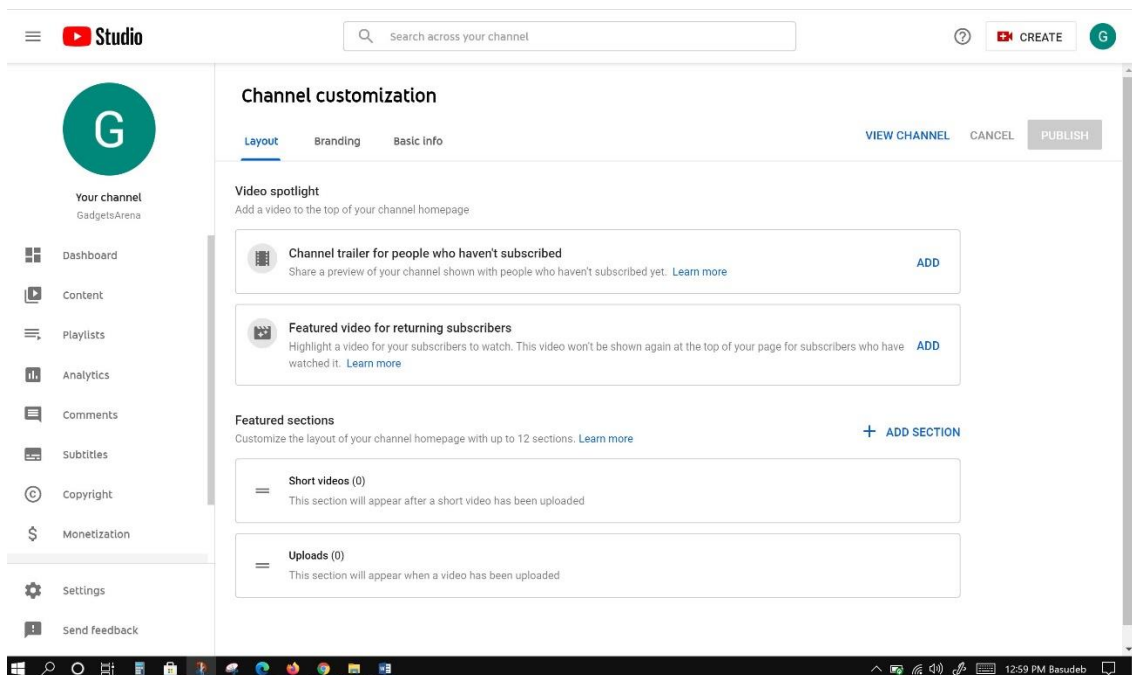 Studio
Search across your channel
CREATE
G
G
Your channel
GadgetsArena
Dashboard
Content
Playlists
Analytics
Comments
Subtitles
Copyright
Monetization
Settings
Send feedback
Channel customization
Layout Branding Basic info
VIEW CHANNEL CANCEL PUBLISH
Video spotlight
Add a video to the top of your channel homepage
Channel trailer for people who haven't subscribed
Share a preview of your channel shown with people who haven't subscribed yet. Learn more
ADD
Featured video for returning subscribers
Highlight a video for your subscribers to watch. This video won't be shown again at the top of your page for subscribers who have
watched it. Learn more
ADD
Featured sections
Customize the layout of your channel homepage with up to 12 sections. Learn more
+ ADD SECTION
Short videos (0)
This section will appear after a short video has been uploaded
Uploads (0)
This section will appear when a video has been uploaded
12:59 PM Basudeb